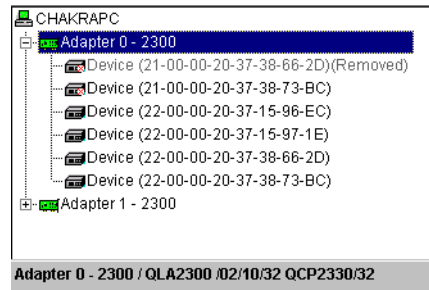 CHAKRAPC
Adapter 0 - 2300
Device (21-00-00-20-37-38-66-2D)(Removed)
Device (21-00-00-20-37-38-73-BC)
Device (22-00-00-20-37-15-96-EC)
Device (22-00-00-20-37-15-97-1E)
Device (22-00-00-20-37-38-66-2D)
Device (22-00-00-20-37-38-73-BC)
Adapter 1 - 2300
Adapter 0 - 2300 / QLA2300 /02/10/32 QCP2330/32